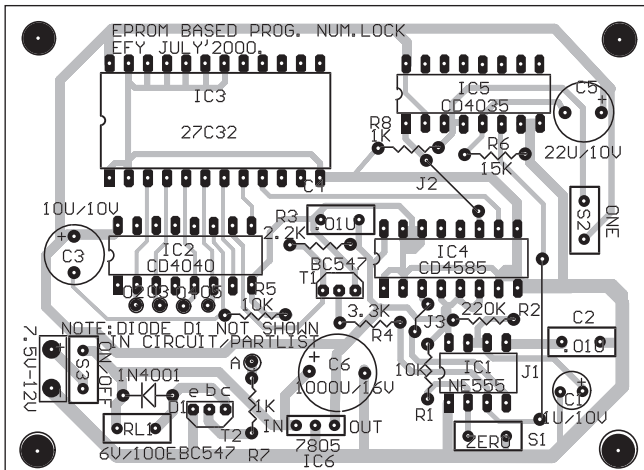 EPROM BASED PROG. NUM.LOCK
EFY JULY'2000.
IC3
27C32
IC5
CD4035
C5
+
22U/10V
R8
1K
R6
15K
J2
C4
.01U
10U/10V
+
C3
IC2
CD4040
R3
2.2K
BC547
T1
IC4
CD4585
S2
ONE
R5
10K
3.3K
R4
J3
220K
R2
NOTE:DIODE D1 NOT SHOWN
IN CIRCUIT/PARTLIST
7.5V-12V
+
S3
ON
OFF
1N4001
D1
e b c
T2
A
1K
R7
+
C6
1000U/16V
10K
R1
IC1
NE555
J1
C2
.01U
+
C1
1U/10V
RL1
6V/100E
BC547
IN
OUT
7805
IC6
ZERO
S1